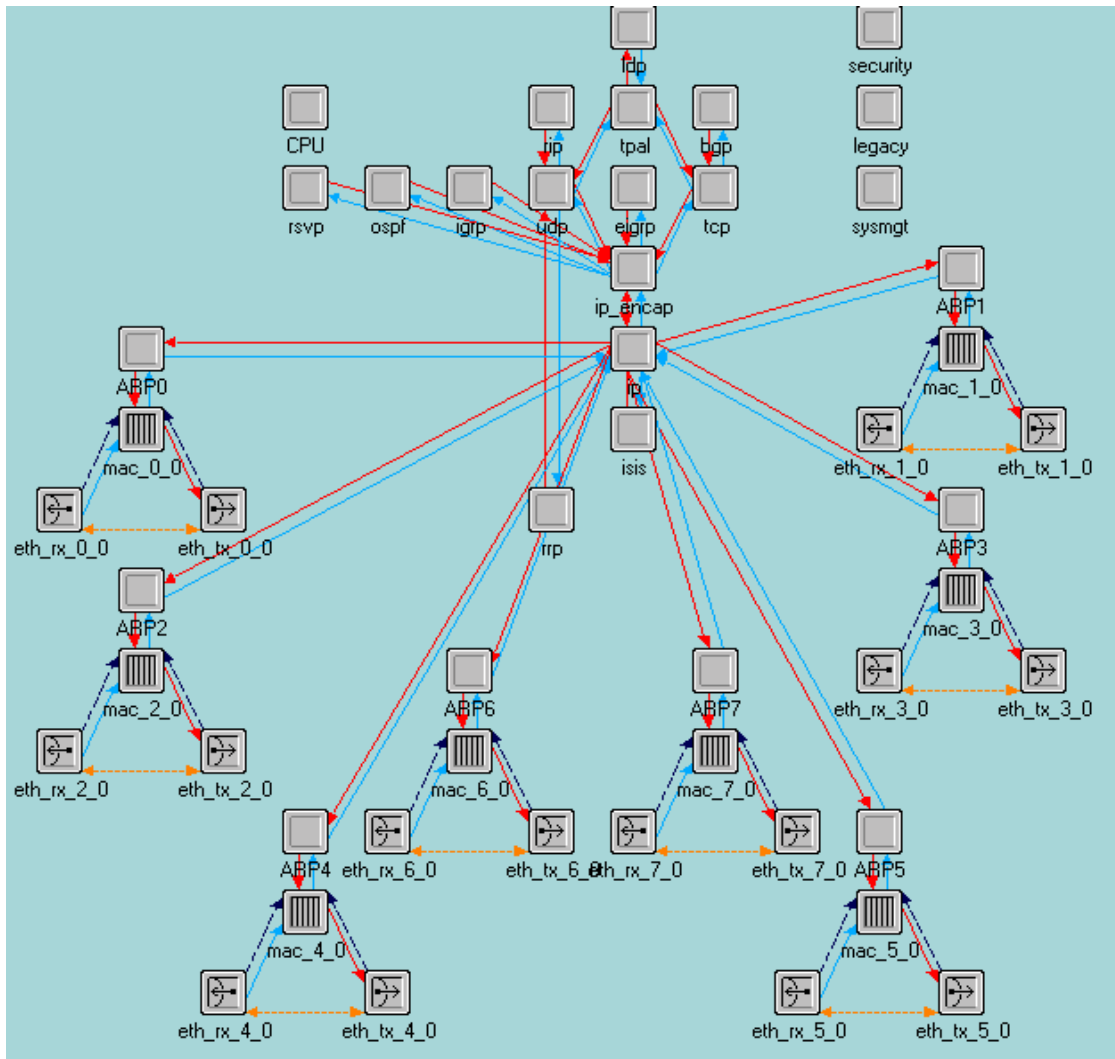 ldp
security
CPU
rip
tpal
bgp
legacy
rsvp
ospf
igrp
udp
eigrp
tcp
sysmgt
ip_encap
ARP1
ip
ARP0
mac_1_0
mac_0_0
isis
eth_rx_1_0
eth_tx_1_0
eth_rx_0_0
eth_tx_0_0
rrp
ARP3
ARP2
mac_3_0
mac_2_0
ARP6
ARP7
eth_rx_3_0
eth_tx_3_0
eth_rx_2_0
eth_tx_2_0
mac_6_0
mac_7_0
ARP4
eth_rx_6_0
eth_tx_6_0
eth_rx_7_0
eth_tx_7_0
ARP5
mac_4_0
mac_5_0
eth_rx_4_0
eth_tx_4_0
eth_rx_5_0
eth_tx_5_0